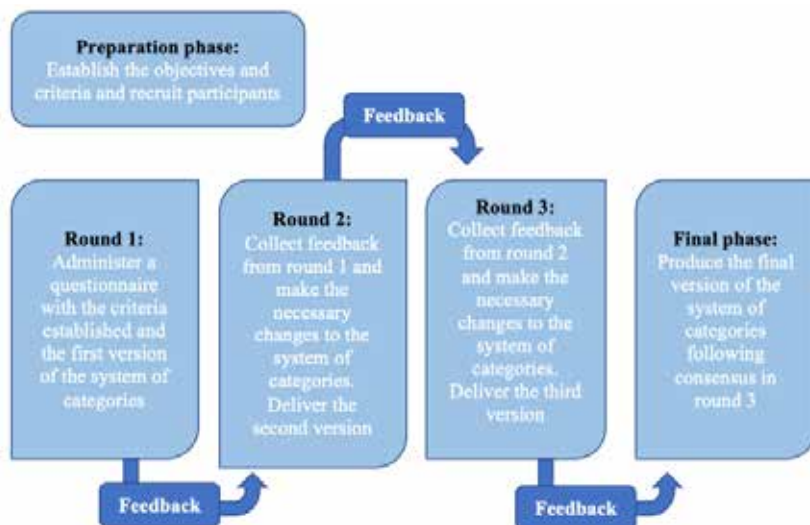 Preparation phase:
Establish the objectives and
criteria and recruit participants
Feedback
Round 1:
Administer a
questionnaire
with the criteria
established and
the first version
of the system of
categories
Round 2:
Collect feedback
from round 1 and
make the
necessary
changes to the
system of
categories.
Deliver the
second version
Round 3:
Collect feedback
from round 2
and make the
necessary
changes to the
system of
categories.
Deliver the third
version
Final phase:
Produce the final
version of the
system of
categories
following
consensus in
round 3
Feedback
Feedback